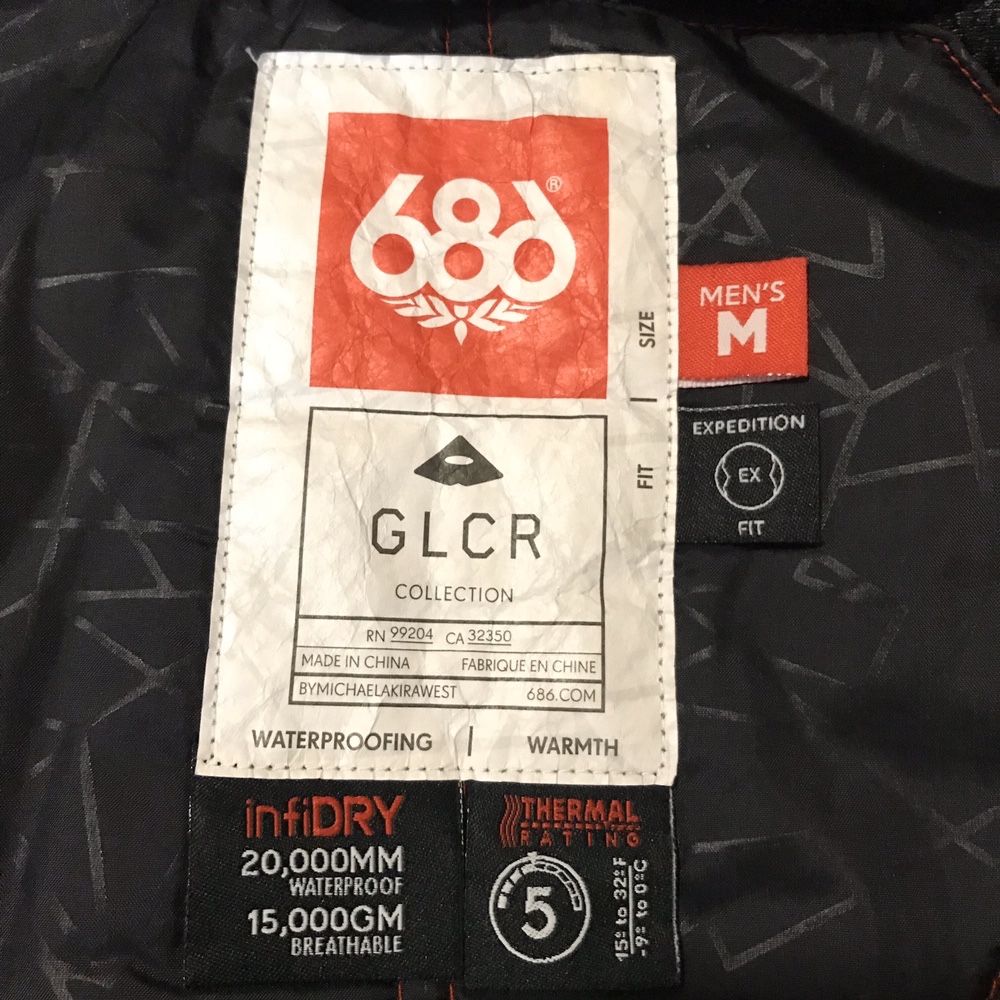 686®
SIZE
FIT
MEN'S
M
EXPEDITION
EX
FIT
GLCR
COLLECTION
RN 99204 CA 32350
MADE IN CHINA FABRIQUE EN CHINE
BYMICHAELAKIRAWEST 686.COM
WATERPROOFING | WARMTH
infiDRY
20,000MM
WATERPROOF
15,000GM
BREATHABLE
THERMAL
RATING
5
15° to 32°F
-9° to 0°C